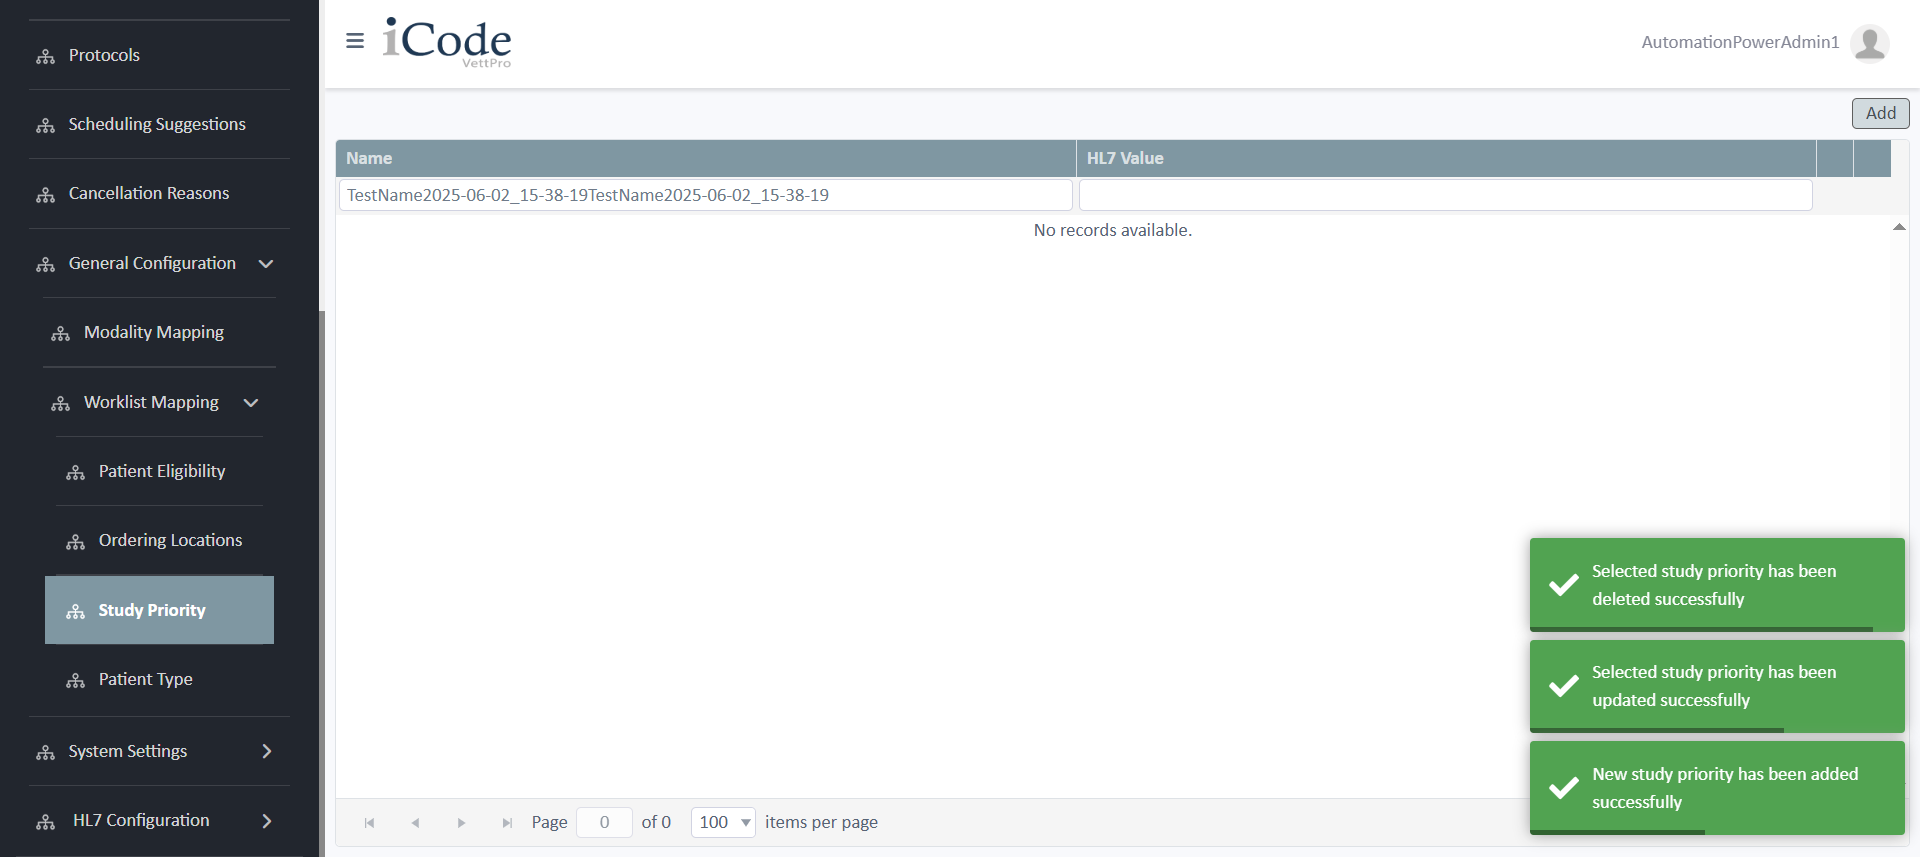 Protocols
Scheduling Suggestions
Cancellation Reasons
General Configuration
Modality Mapping
Worklist Mapping
Patient Eligibility
Ordering Locations
Study Priority
Patient Type
System Settings
HL7 Configuration
iCode
VettPro
AutomationPowerAdmin1
Add
Name HL7 Value
TestName2025-06-02_15-38-19TestName2025-06-02_15-38-19
No records available.
Selected study priority has been
deleted successfully
Selected study priority has been
updated successfully
New study priority has been added
successfully
Page 0 of 0 100 items per page